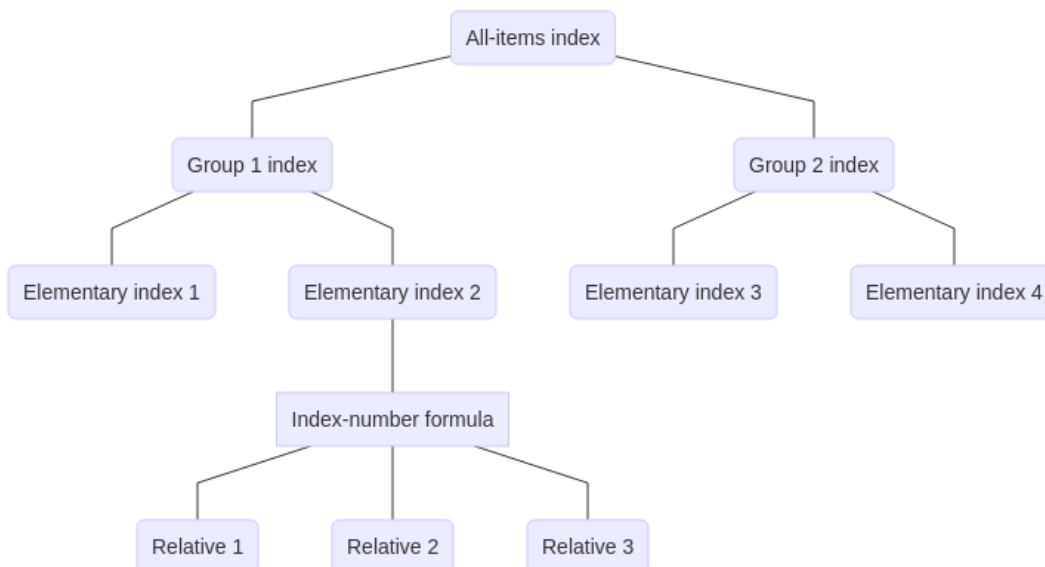 All-items index
Group 1 index
Group 2 index
Elementary index 1
Elementary index 2
Elementary index 3
Elementary index 4
Index-number formula
Relative 1
Relative 2
Relative 3